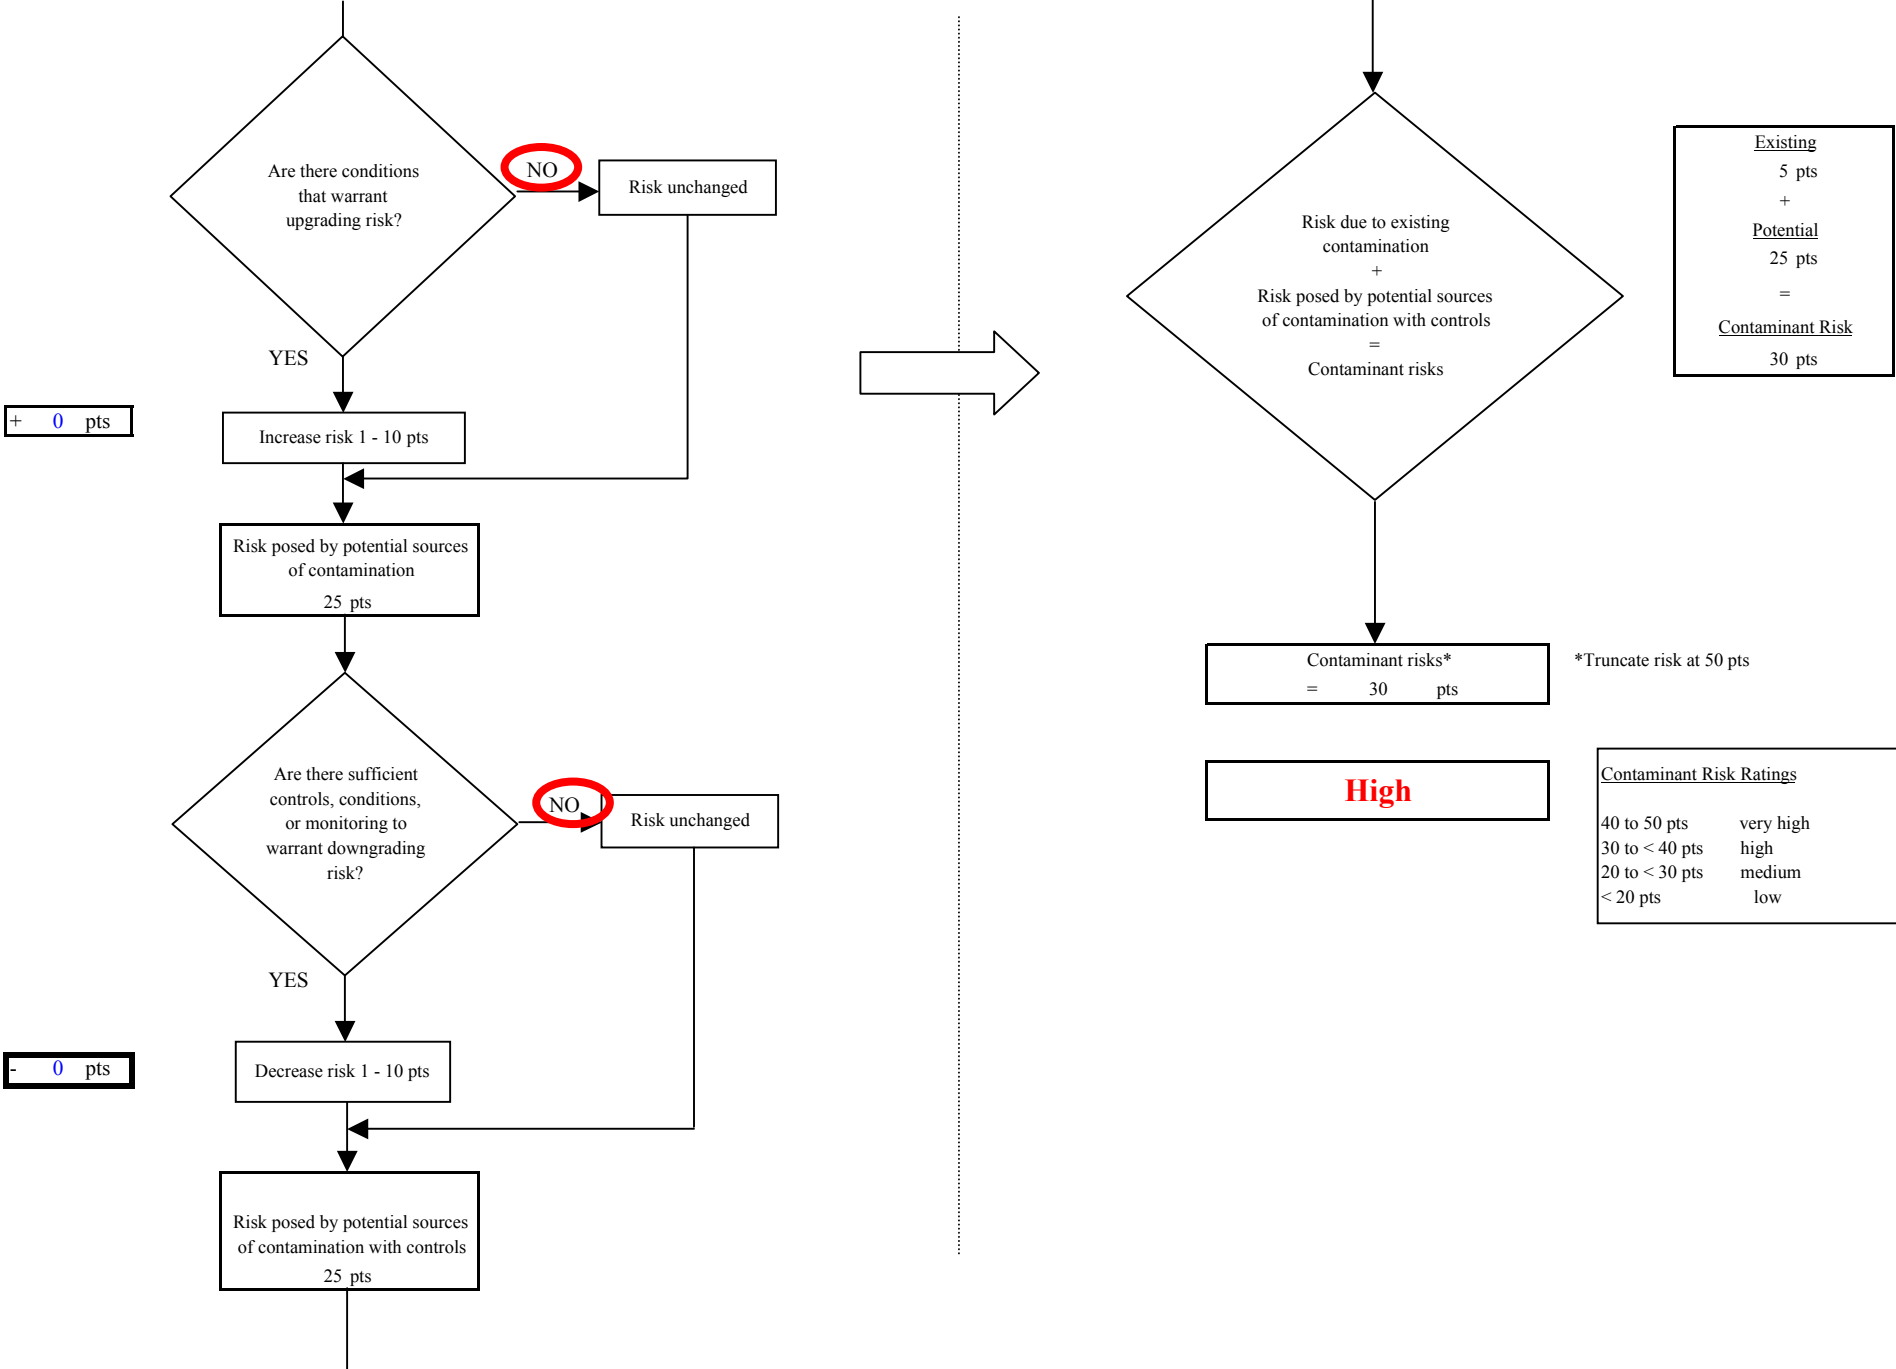 Are there conditions
that warrant
upgrading risk?
NO
Risk unchanged
YES
+ 0 pts
Increase risk 1 - 10 pts
Risk posed by potential sources
of contamination
25 pts
Are there sufficient
controls, conditions,
or monitoring to
warrant downgrading
risk?
NO
Risk unchanged
YES
- 0 pts
Decrease risk 1 - 10 pts
Risk posed by potential sources
of contamination with controls
25 pts
Risk due to existing
contamination
+
Risk posed by potential sources
of contamination with controls
=
Contaminant risks
Existing
5 pts
+
Potential
25 pts
=
Contaminant Risk
30 pts
Contaminant risks*
= 30 pts
*Truncate risk at 50 pts
High
Contaminant Risk Ratings
40 to 50 pts very high
30 to < 40 pts high
20 to < 30 pts medium
< 20 pts low